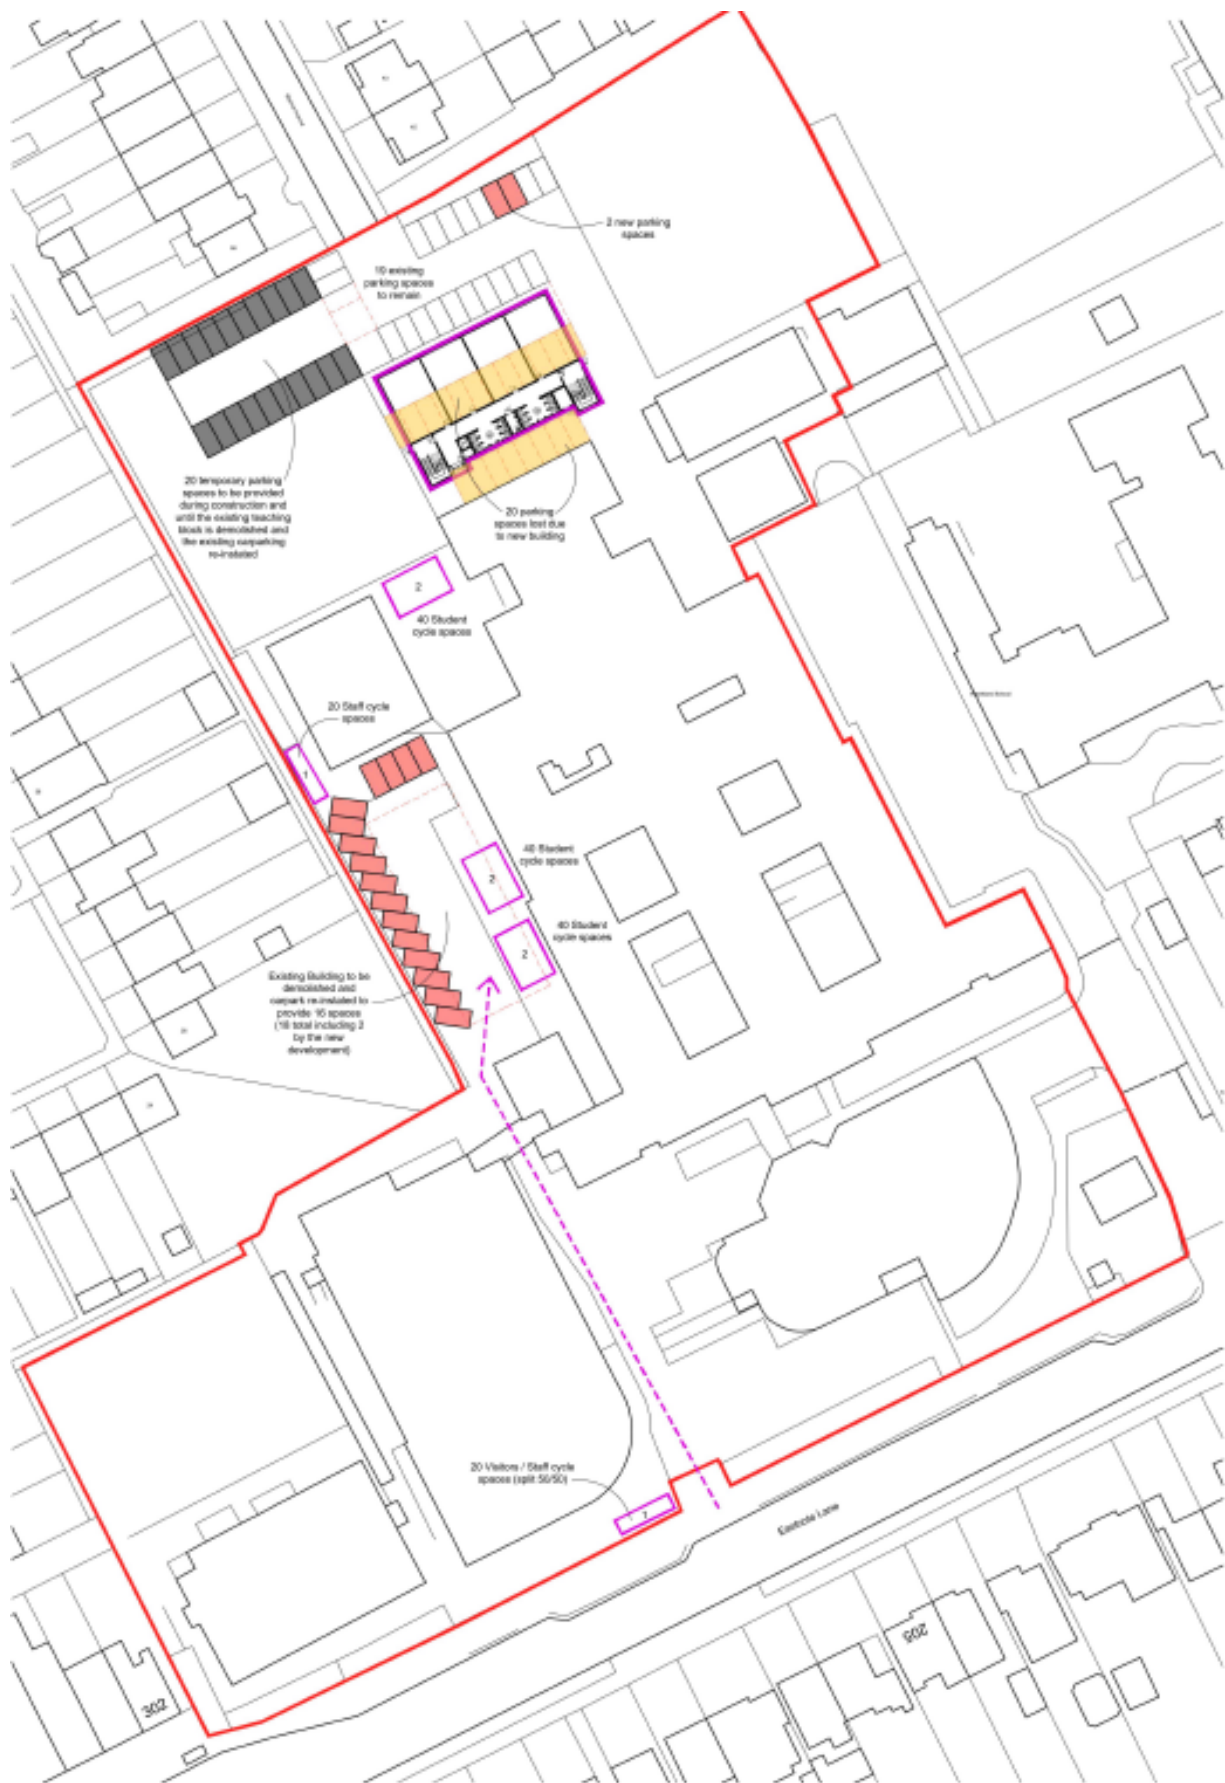 2 new parking
spaces
19 existing
parking spaces
to remain
20 temporary parking
spaces to be provided
during construction and
until the existing teaching
block is demolished and
the existing carparking
re-instated
20 parking
spaces lost due
to new building
2
40 Student
cycle spaces
20 Staff cycle
spaces
1
40 Student
cycle spaces
2
40 Student
cycle spaces
2
Existing Building to be
demolished and
carpark re-instated to
provide 16 spaces
(18 total including 2
by the new
development)
20 Visitors / Staff cycle
spaces (split 50/50)
1
Eastcote Lane
205
302